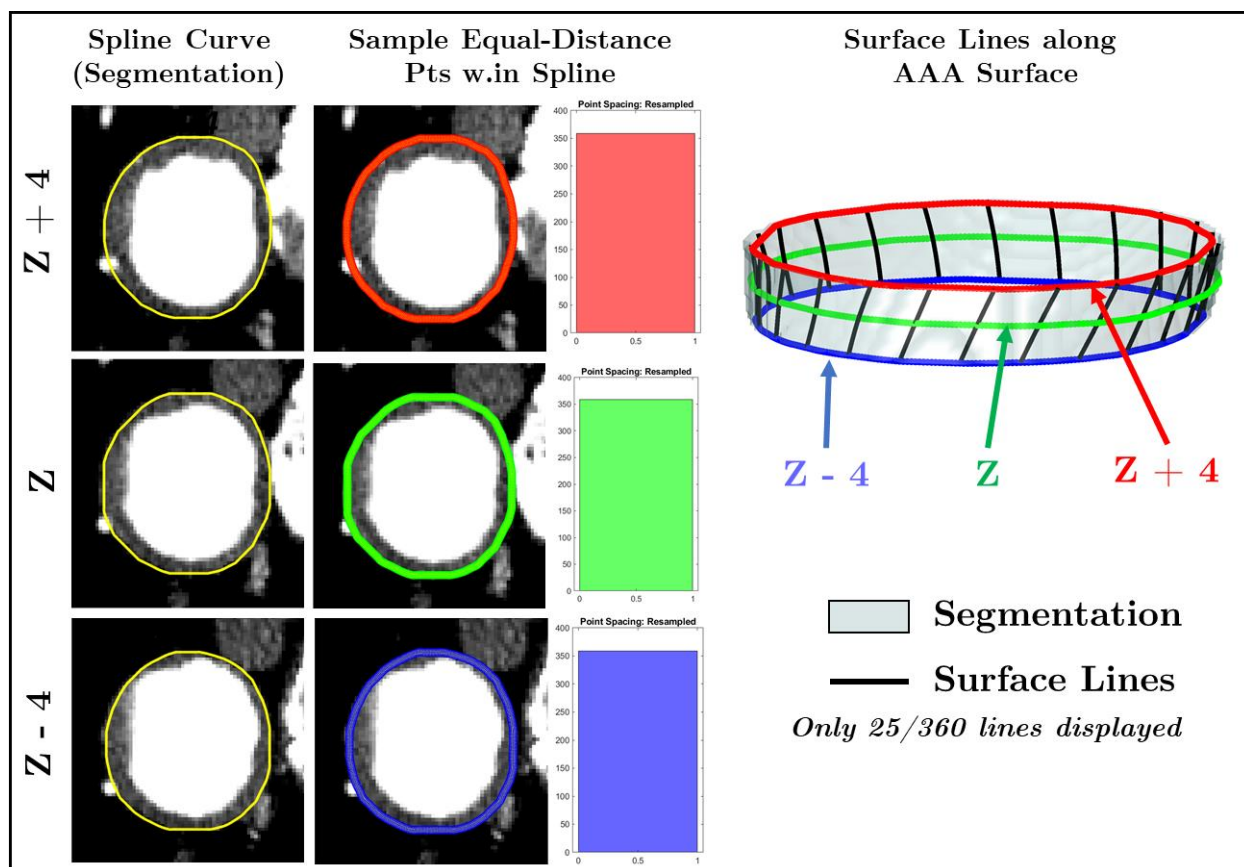 Spline Curve
(Segmentation)
Sample Equal-Distance
Pts w.in Spline
Surface Lines along
AAA Surface
Z + 4
Point Spacing: Resampled
400
350
300
250
200
150
100
50
0
0 0.5 1
Z
Point Spacing: Resampled
400
350
300
250
200
150
100
50
0
0 0.5 1
Z - 4
Point Spacing: Resampled
400
350
300
250
200
150
100
50
0
0 0.5 1
Z - 4 Z Z + 4
Segmentation
Surface Lines
Only 25/360 lines displayed